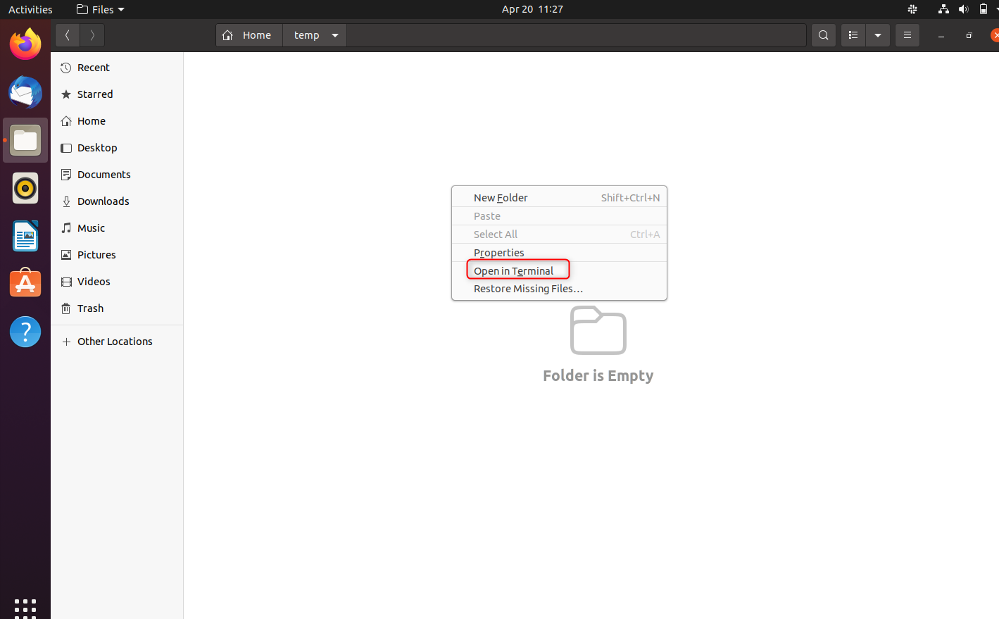 Activities
Files
Apr 20 11:27
Home
temp
Recent
Starred
Home
Desktop
Documents
Downloads
Music
Pictures
Videos
Trash
Other Locations
New Folder Shift+Ctrl+N
Paste
Select All Ctrl+A
Properties
Open in Terminal
Restore Missing Files…
Folder is Empty